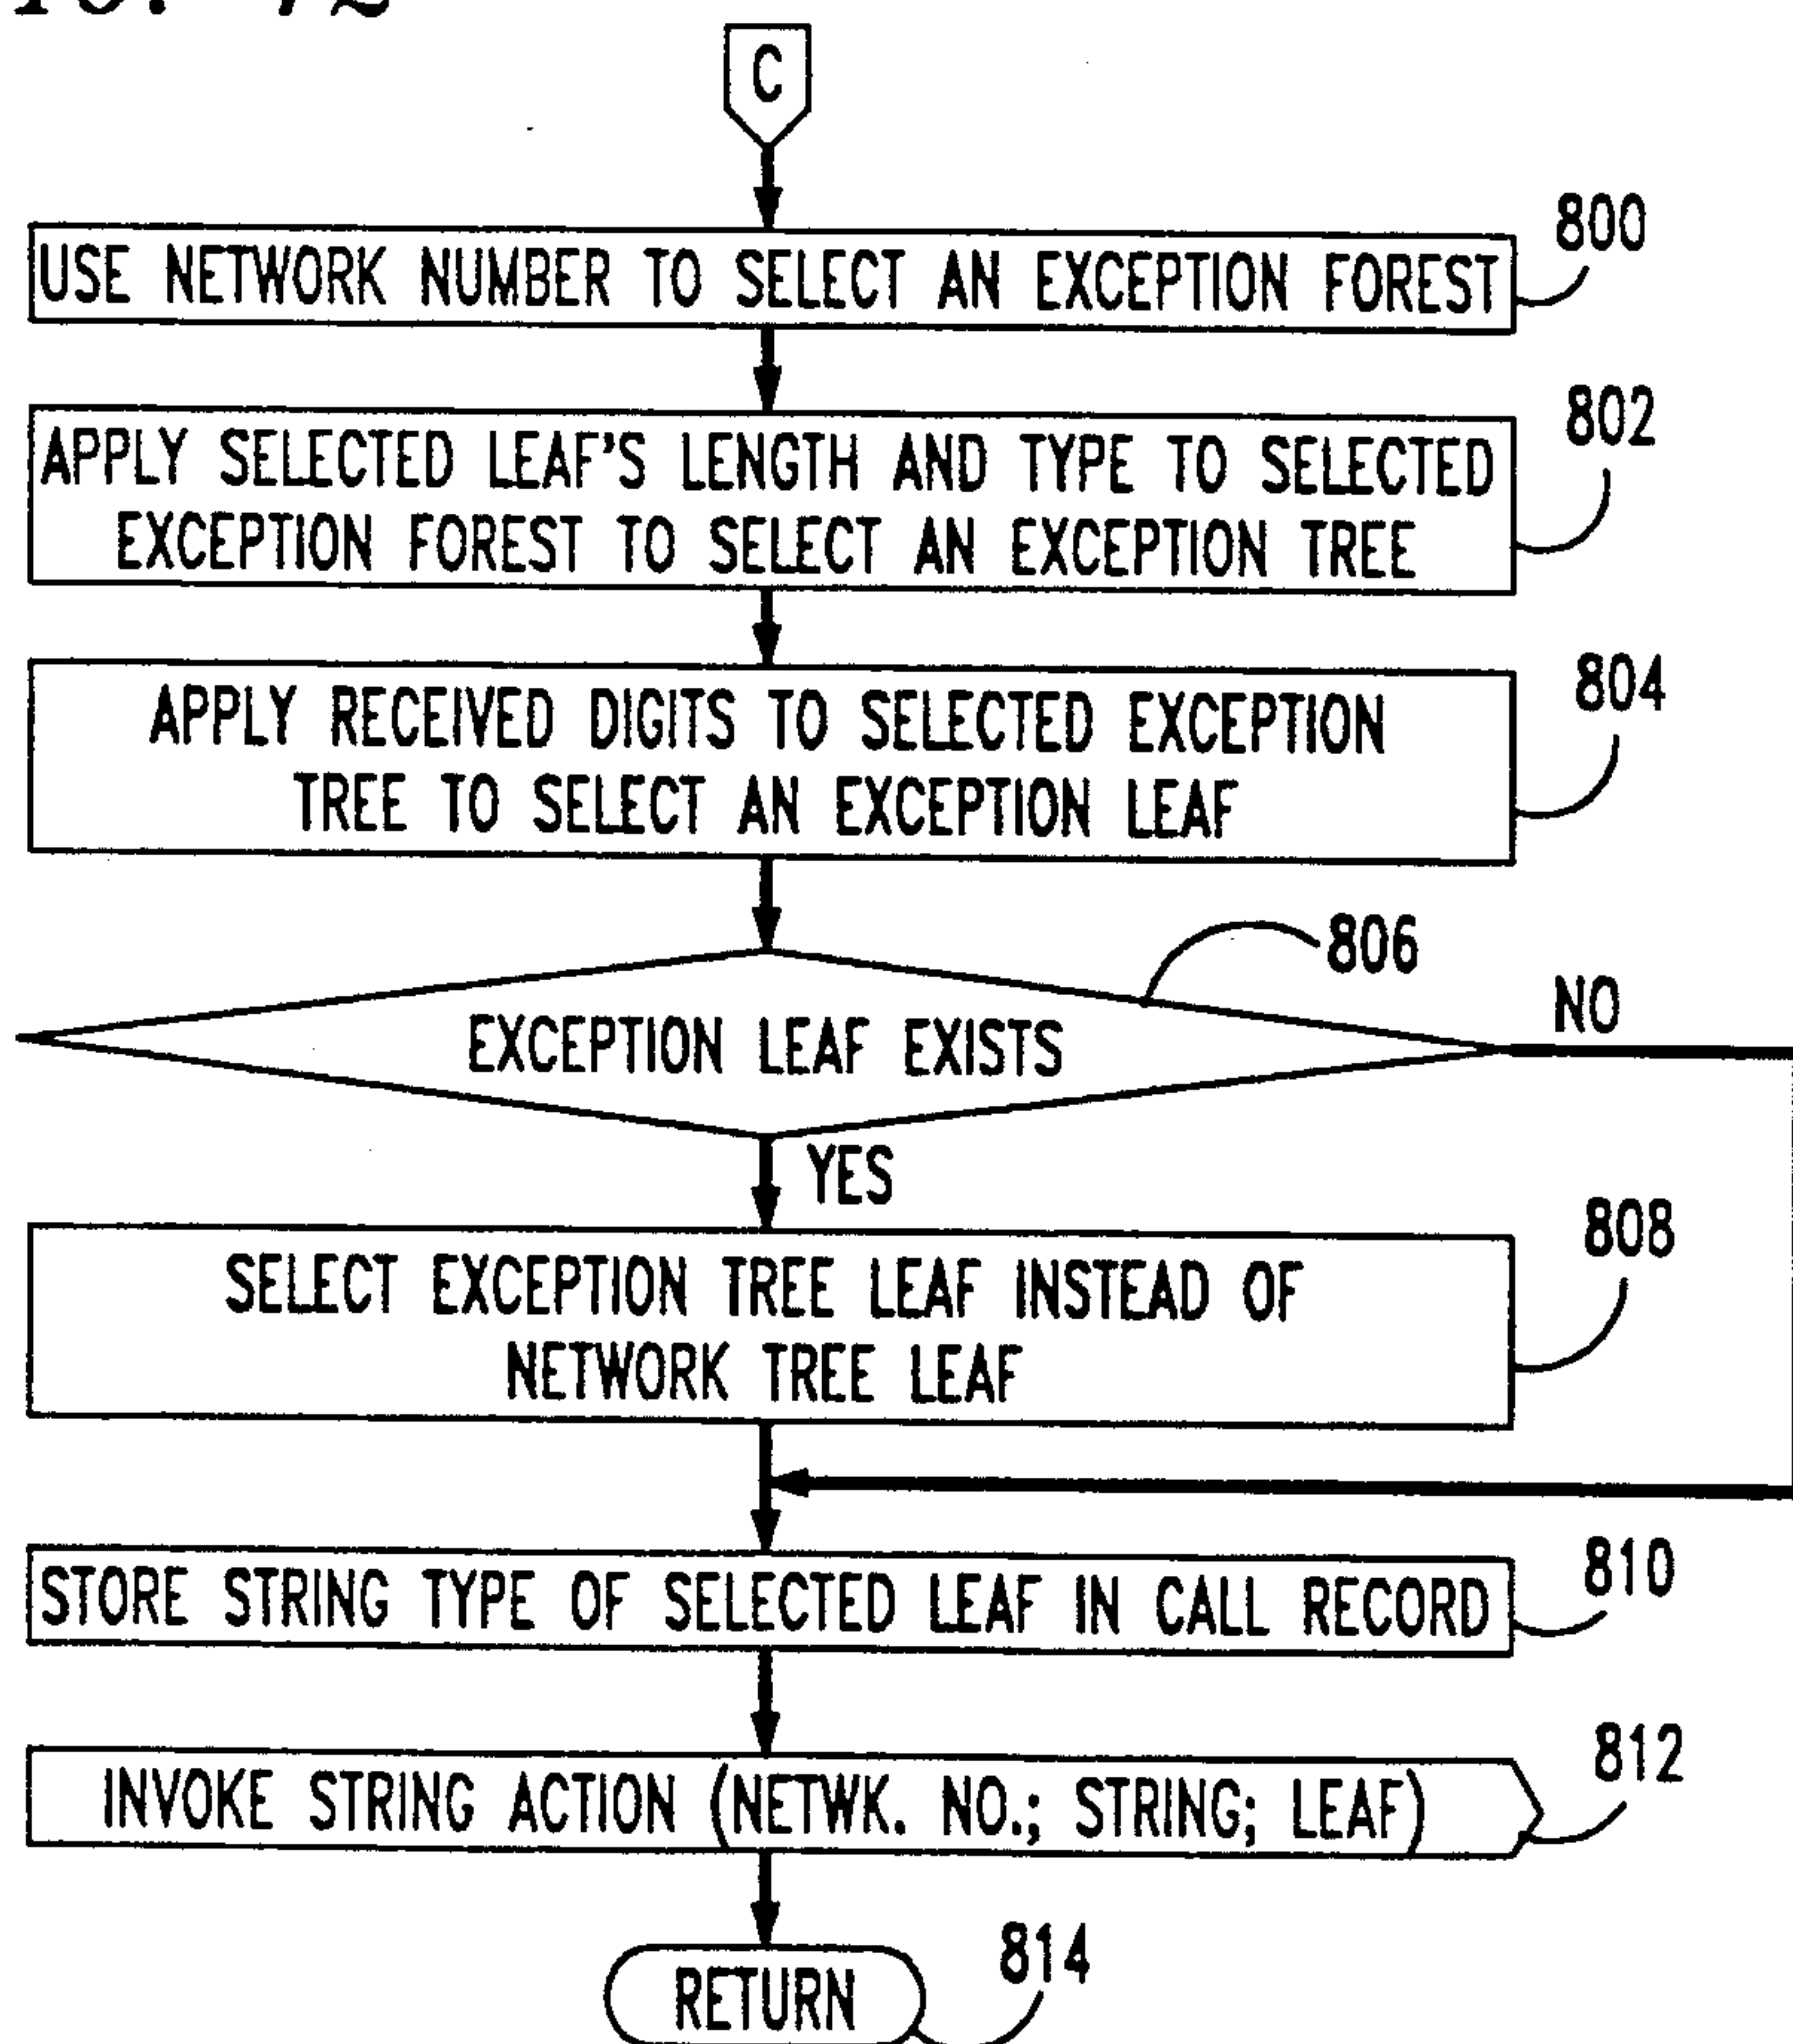 C
800
USE NETWORK NUMBER TO SELECT AN EXCEPTION FOREST
802
APPLY SELECTED LEAF'S LENGTH AND TYPE TO SELECTED
EXCEPTION FOREST TO SELECT AN EXCEPTION TREE
804
APPLY RECEIVED DIGITS TO SELECTED EXCEPTION
TREE TO SELECT AN EXCEPTION LEAF
806
NO
EXCEPTION LEAF EXISTS
YES
808
SELECT EXCEPTION TREE LEAF INSTEAD OF
NETWORK TREE LEAF
810
STORE STRING TYPE OF SELECTED LEAF IN CALL RECORD
812
INVOKE STRING ACTION (NETWK. NO.; STRING; LEAF)
814
RETURN